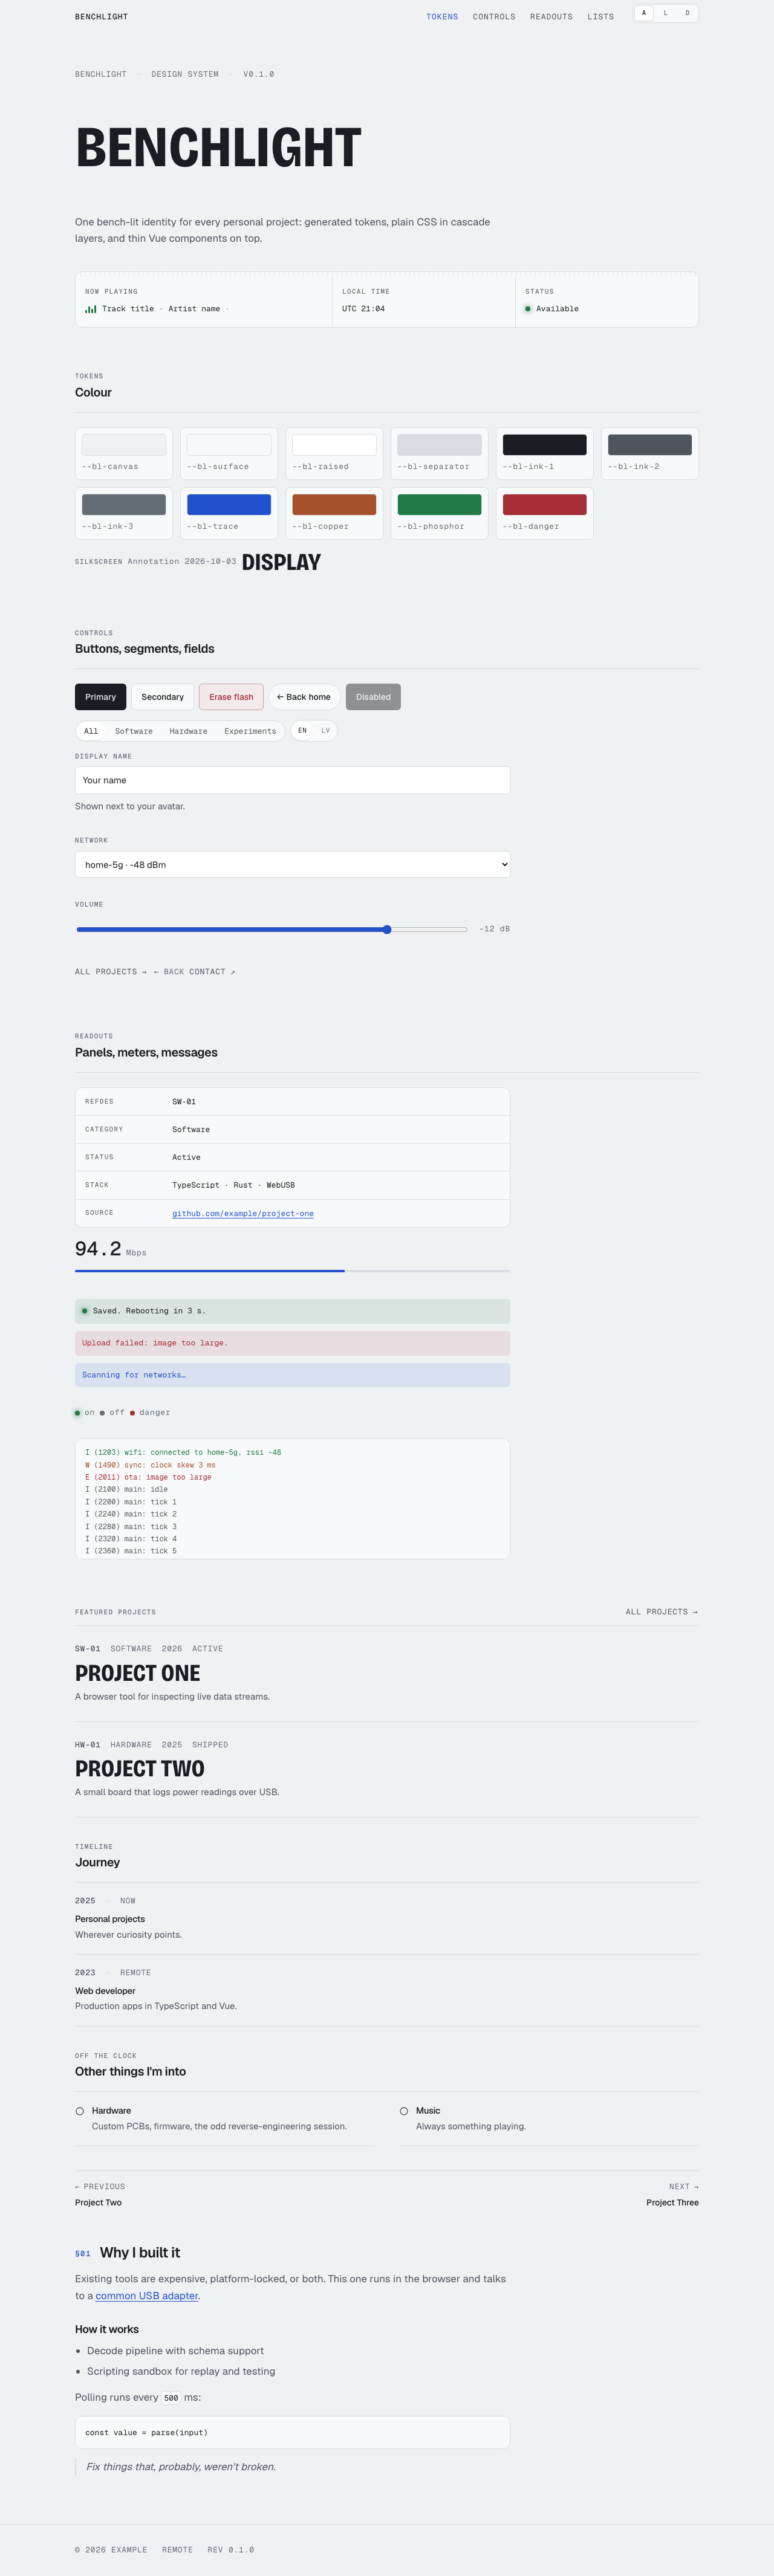 BENCHLIGHT
TOKENS CONTROLS READOUTS LISTS A L D
BENCHLIGHT DESIGN SYSTEM V0.1.0
BENCHLIGHT
One bench-lit identity for every personal project: generated tokens, plain CSS in cascade
layers, and thin Vue components on top.
NOW PLAYING
Track title · Artist name ·
LOCAL TIME
UTC 21:04
STATUS
Available
TOKENS
Colour
--bl-canvas --bl-surface --bl-raised --bl-separator --bl-ink-1 --bl-ink-2
--bl-ink-3 --bl-trace --bl-copper --bl-phosphor --bl-danger
SILKSCREEN Annotation 2026-10-03 DISPLAY
CONTROLS
Buttons, segments, fields
Primary Secondary Erase flash ← Back home Disabled
All Software Hardware Experiments EN LV
DISPLAY NAME
Your name
Shown next to your avatar.
NETWORK
home-5g · -48 dBm
VOLUME
-12 dB
ALL PROJECTS → ← BACK CONTACT ↗
READOUTS
Panels, meters, messages
REFDES SW-01
CATEGORY Software
STATUS Active
STACK TypeScript · Rust · WebUSB
SOURCE github.com/example/project-one
94.2 Mbps
Saved. Rebooting in 3 s.
Upload failed: image too large.
Scanning for networks…
on off danger
I (1203) wifi: connected to home-5g, rssi -48
W (1490) sync: clock skew 3 ms
E (2011) ota: image too large
I (2100) main: idle
I (2200) main: tick 1
I (2240) main: tick 2
I (2280) main: tick 3
I (2320) main: tick 4
I (2360) main: tick 5
FEATURED PROJECTS ALL PROJECTS →
SW-01 SOFTWARE 2026 ACTIVE
PROJECT ONE
A browser tool for inspecting live data streams.
HW-01 HARDWARE 2025 SHIPPED
PROJECT TWO
A small board that logs power readings over USB.
TIMELINE
Journey
2025 NOW
Personal projects
Wherever curiosity points.
2023 REMOTE
Web developer
Production apps in TypeScript and Vue.
OFF THE CLOCK
Other things I'm into
Hardware
Custom PCBs, firmware, the odd reverse-engineering session.
Music
Always something playing.
← PREVIOUS
Project Two
NEXT →
Project Three
§01 Why I built it
Existing tools are expensive, platform-locked, or both. This one runs in the browser and talks
to a common USB adapter.
How it works
• Decode pipeline with schema support
• Scripting sandbox for replay and testing
Polling runs every 500 ms:
const value = parse(input)
Fix things that, probably, weren't broken.
© 2026 EXAMPLE REMOTE REV 0.1.0